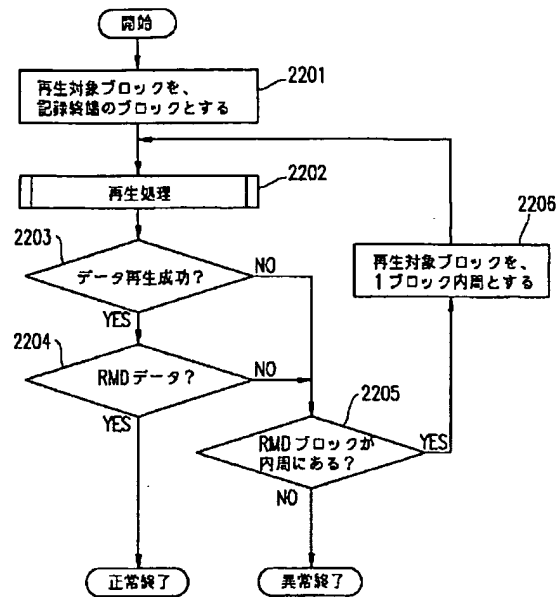 開始
2201
再生対象ブロックを、
記録終端のブロックとする
2202
再生処理
2206
再生対象ブロックを、
1ブロック内周とする
2203
データ再生成功?
NO
YES
2204
RMDデータ?
NO
YES
2205
RMDブロックが
内周にある?
YES
NO
正常終了
異常終了